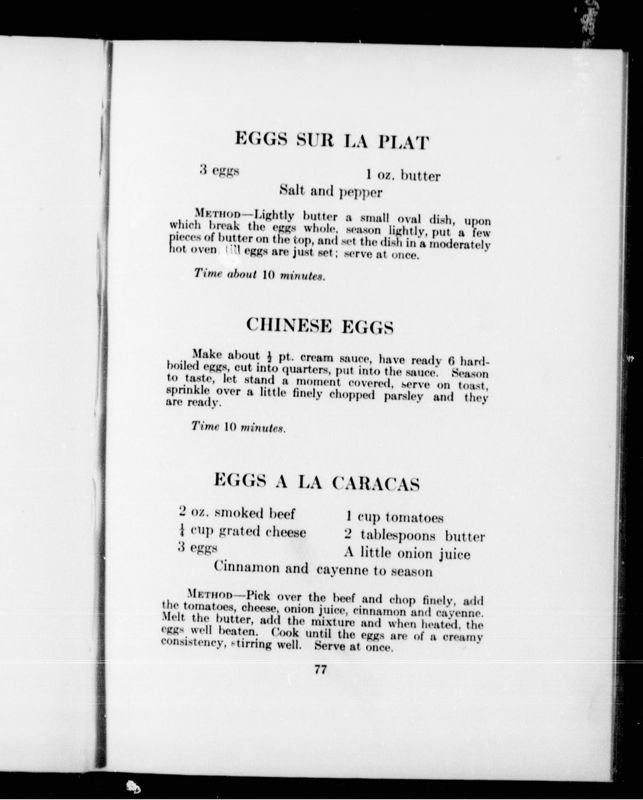 EGGS SUR LA PLAT
3 eggs 1 oz. butter
Salt and pepper
METHOD—Lightly butter a small oval dish, upon
which break the eggs whole, season lightly, put a few
pieces of butter on the top, and set the dish in a moderately
hot oven till eggs are just set; serve at once.
Time about 10 minutes.
CHINESE EGGS
Make about ½ pt. cream sauce, have ready 6 hard-
boiled eggs, cut into quarters, put into the sauce. Season
to taste, let stand a moment covered, serve on toast,
sprinkle over a little finely chopped parsley and they
are ready.
Time 10 minutes.
EGGS A LA CARACAS
2 oz. smoked beef 1 cup tomatoes
¼ cup grated cheese 2 tablespoons butter
3 eggs A little onion juice
Cinnamon and cayenne to season
METHOD—Pick over the beef and chop finely, add
the tomatoes, cheese, onion juice, cinnamon and cayenne.
Melt the butter, add the mixture and when heated, the
eggs well beaten. Cook until the eggs are of a creamy
consistency, stirring well. Serve at once.
77